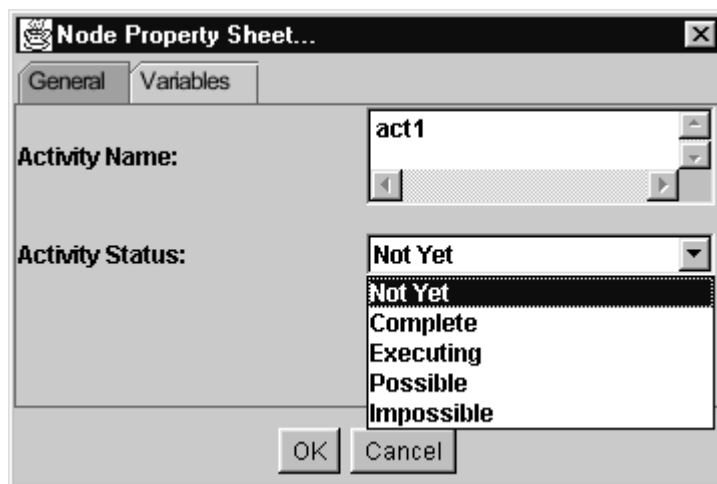 Node Property Sheet...
General Variables
Activity Name: act1
Activity Status: Not Yet
Not Yet
Complete
Executing
Possible
Impossible
OK Cancel